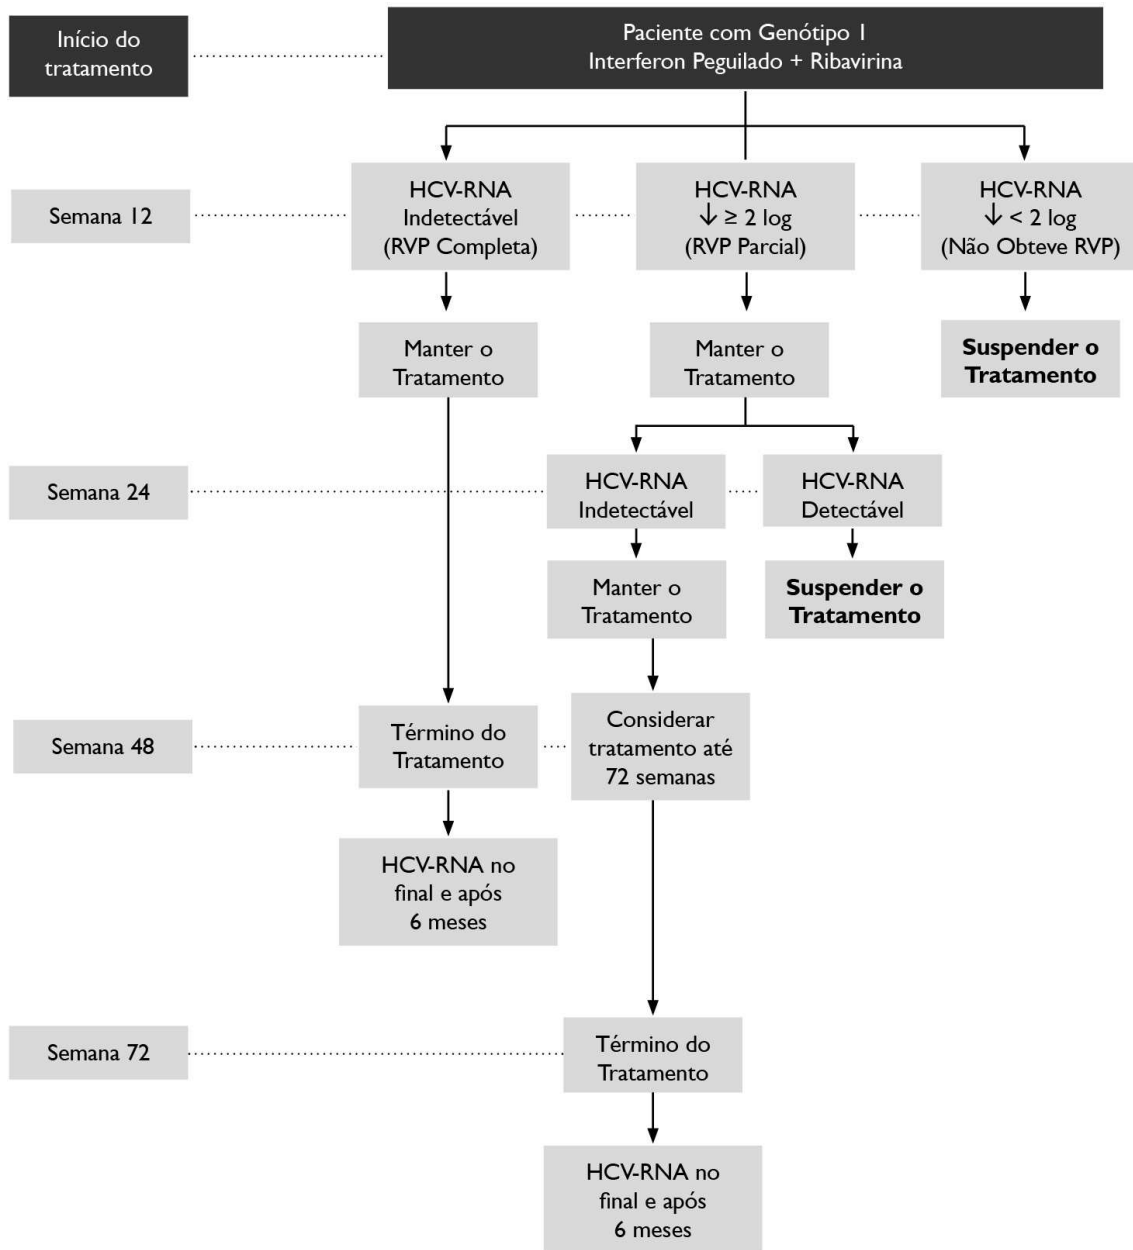 Início do
tratamento
Paciente com Genótipo 1
Interferon Peguilado + Ribavirina
Semana 12
HCV-RNA
Indetectável
(RVP Completa)
HCV-RNA
↓ ≥ 2 log
(RVP Parcial)
HCV-RNA
↓ < 2 log
(Não Obteve RVP)
Manter o
Tratamento
Manter o
Tratamento
Suspender o
Tratamento
Semana 24
HCV-RNA
Indetectável
HCV-RNA
Detectável
Manter o
Tratamento
Suspender o
Tratamento
Semana 48
Término do
Tratamento
Considerar
tratamento até
72 semanas
HCV-RNA no
final e após
6 meses
Semana 72
Término do
Tratamento
HCV-RNA no
final e após
6 meses